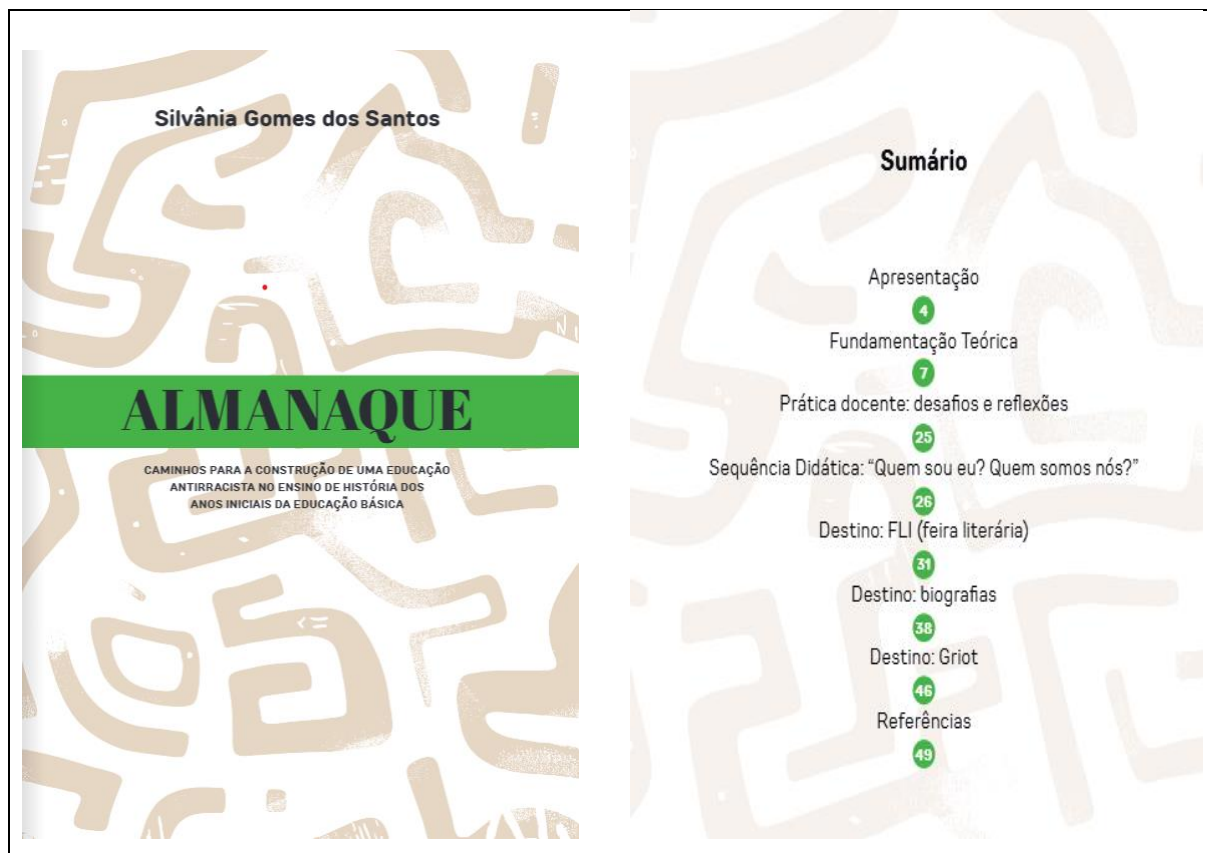 Silvânia Gomes dos Santos
ALMANAQUE
CAMINHOS PARA A CONSTRUÇÃO DE UMA EDUCAÇÃO
ANTIRRACISTA NO ENSINO DE HISTÓRIA DOS
ANOS INICIAIS DA EDUCAÇÃO BÁSICA
Sumário
Apresentação
4
Fundamentação Teórica
7
Prática docente: desafios e reflexões
25
Sequência Didática: “Quem sou eu? Quem somos nós?”
26
Destino: FLI (feira literária)
31
Destino: biografias
38
Destino: Griot
46
Referências
49